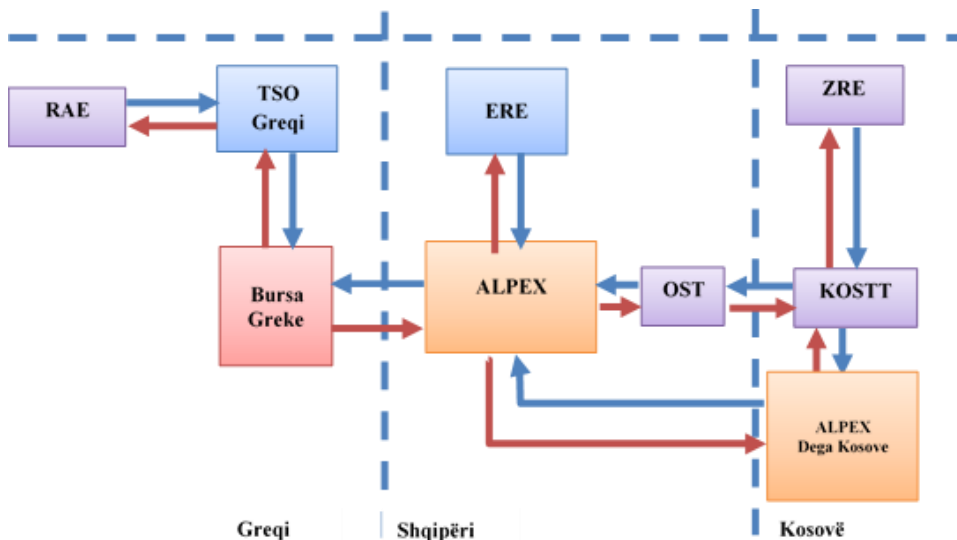 RAE
TSO
Greqi
ERE
ZRE
Bursa
Greke
ALPEX
OST
KOSTT
ALPEX
Dega Kosove
Greqi
Shqipëri
Kosovë